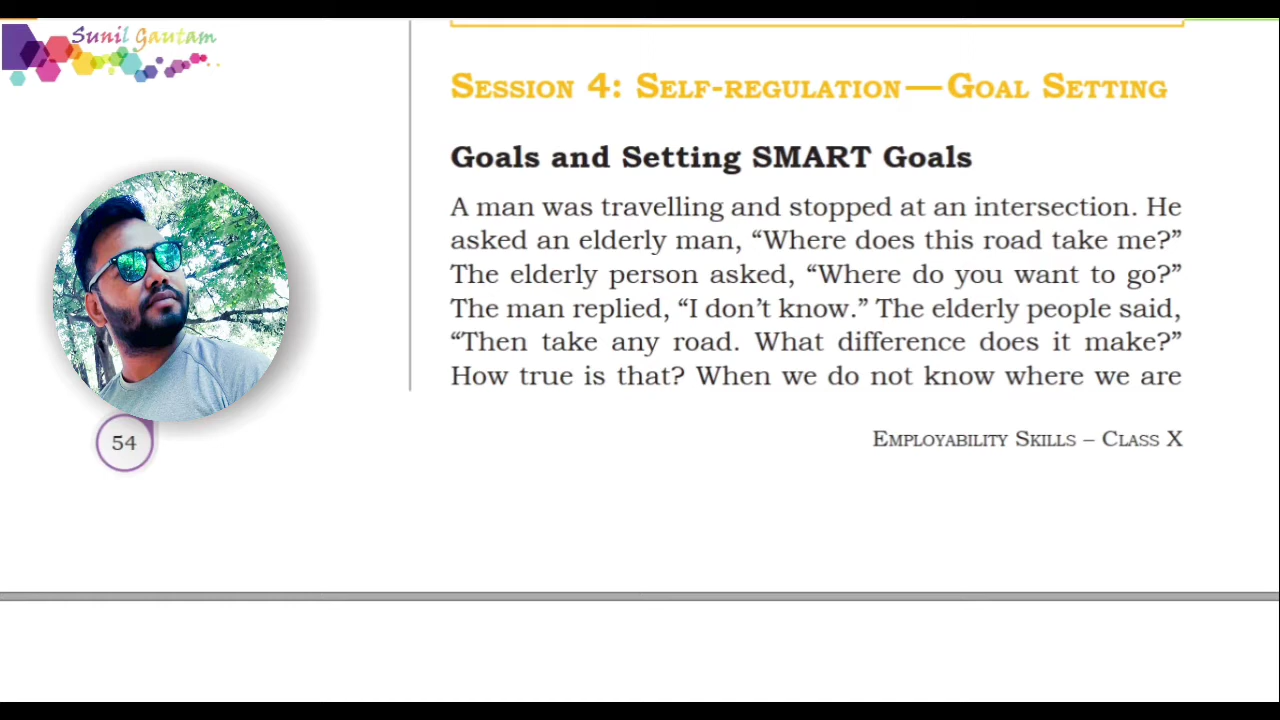 Sunil Gautam
SESSION 4: SELF-REGULATION—GOAL SETTING
Goals and Setting SMART Goals
A man was travelling and stopped at an intersection. He
asked an elderly man, “Where does this road take me?”
The elderly person asked, “Where do you want to go?”
The man replied, “I don’t know.” The elderly people said,
“Then take any road. What difference does it make?”
How true is that? When we do not know where we are
54
EMPLOYABILITY SKILLS – CLASS X